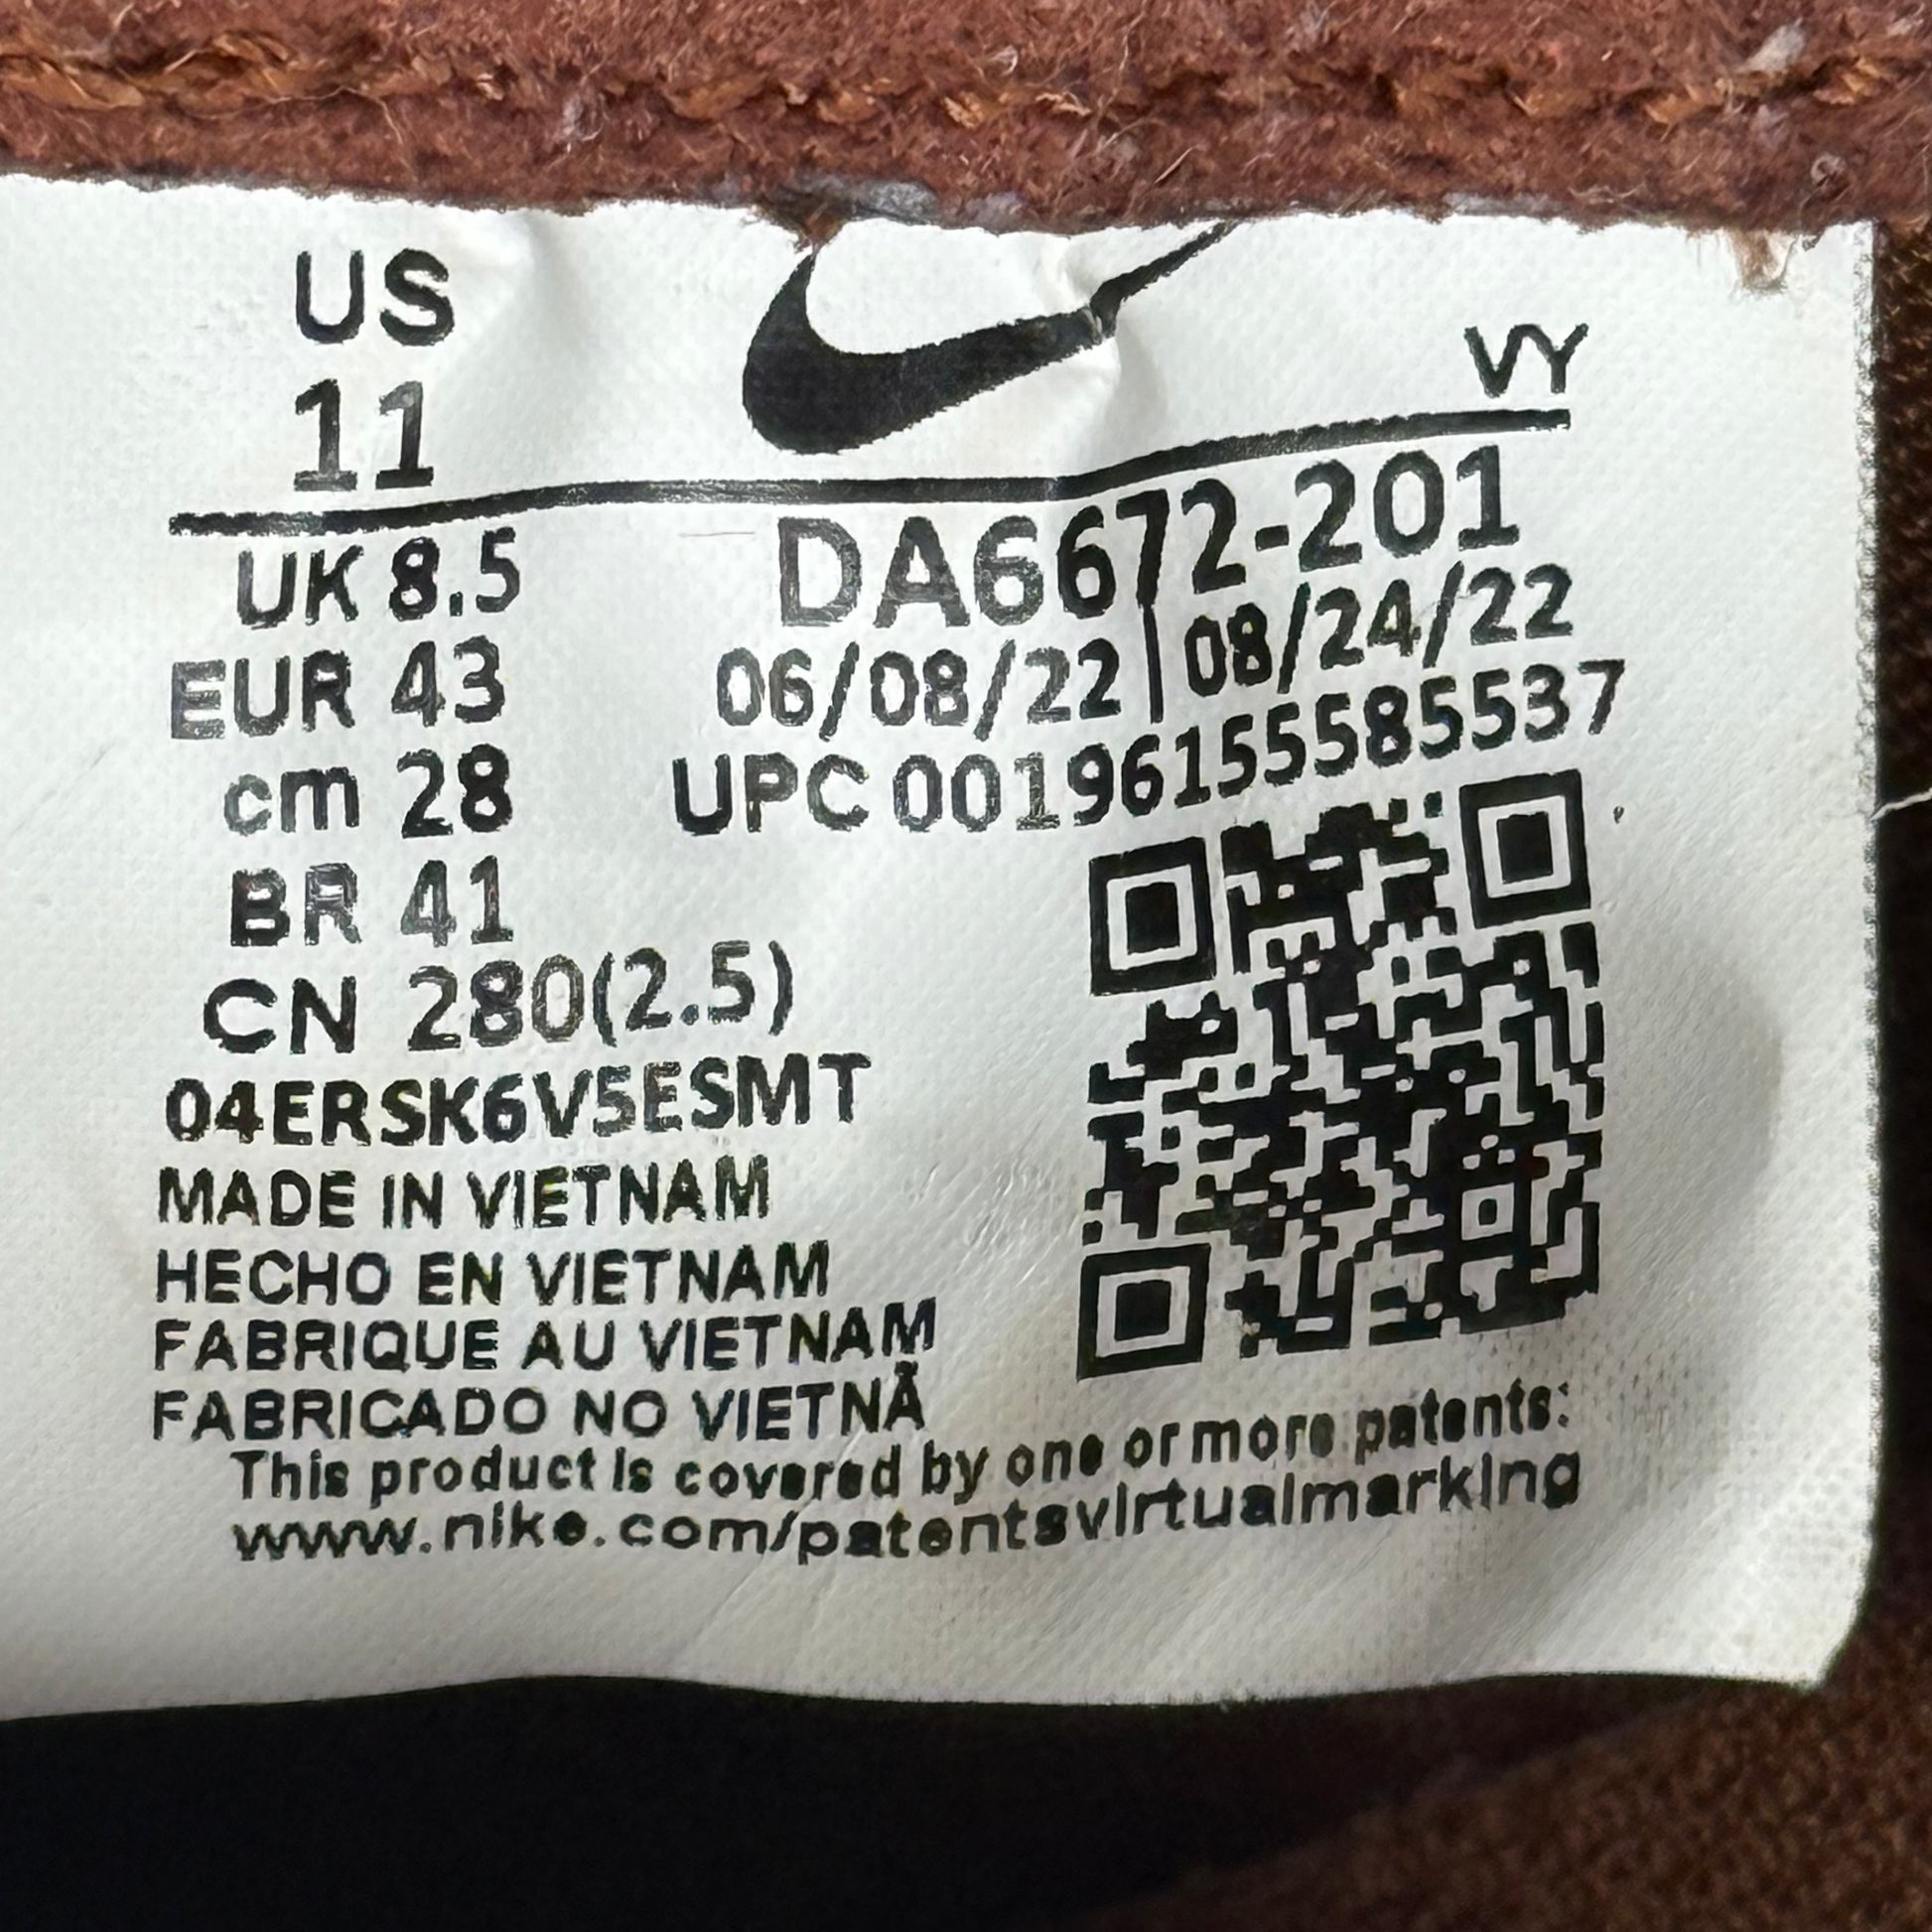 US
11
VY
UK 8.5
EUR 43
cm 28
BR 41
CN 280(2.5)
DA6672-201
06/08/22|08/24/22
UPC 00196155585537
04ERSK6V5ESMT
MADE IN VIETNAM
HECHO EN VIETNAM
FABRIQUE AU VIETNAM
FABRICADO NO VIETNÃ
This product is covered by one or more patents:
www.nike.com/patentsvirtualmarking